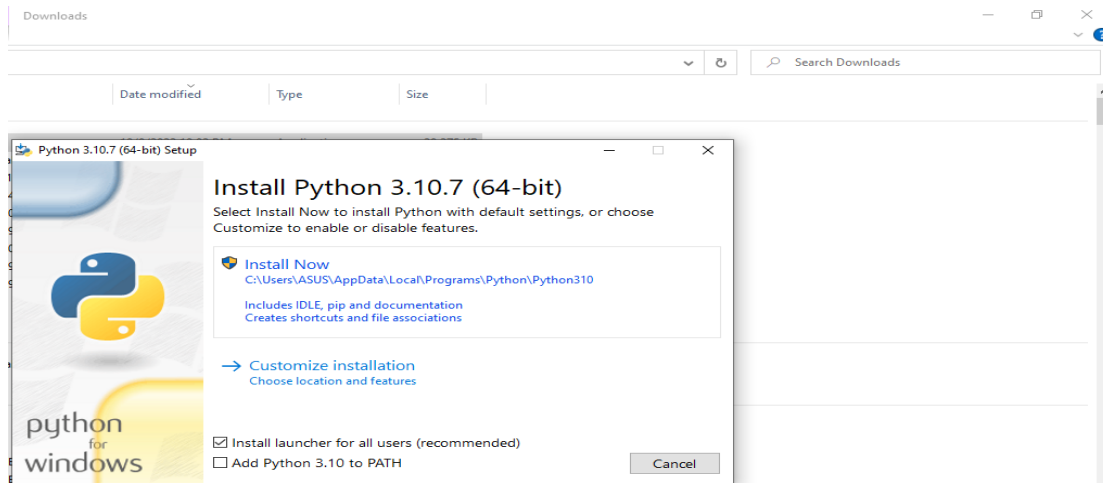 Downloads
Search Downloads
Date modified
Type
Size
Python 3.10.7 (64-bit) Setup
Install Python 3.10.7 (64-bit)
Select Install Now to install Python with default settings, or choose
Customize to enable or disable features.
Install Now
C:\Users\ASUS\AppData\Local\Programs\Python\Python310
Includes IDLE, pip and documentation
Creates shortcuts and file associations
Customize installation
Choose location and features
python
for
windows
Install launcher for all users (recommended)
Add Python 3.10 to PATH
Cancel